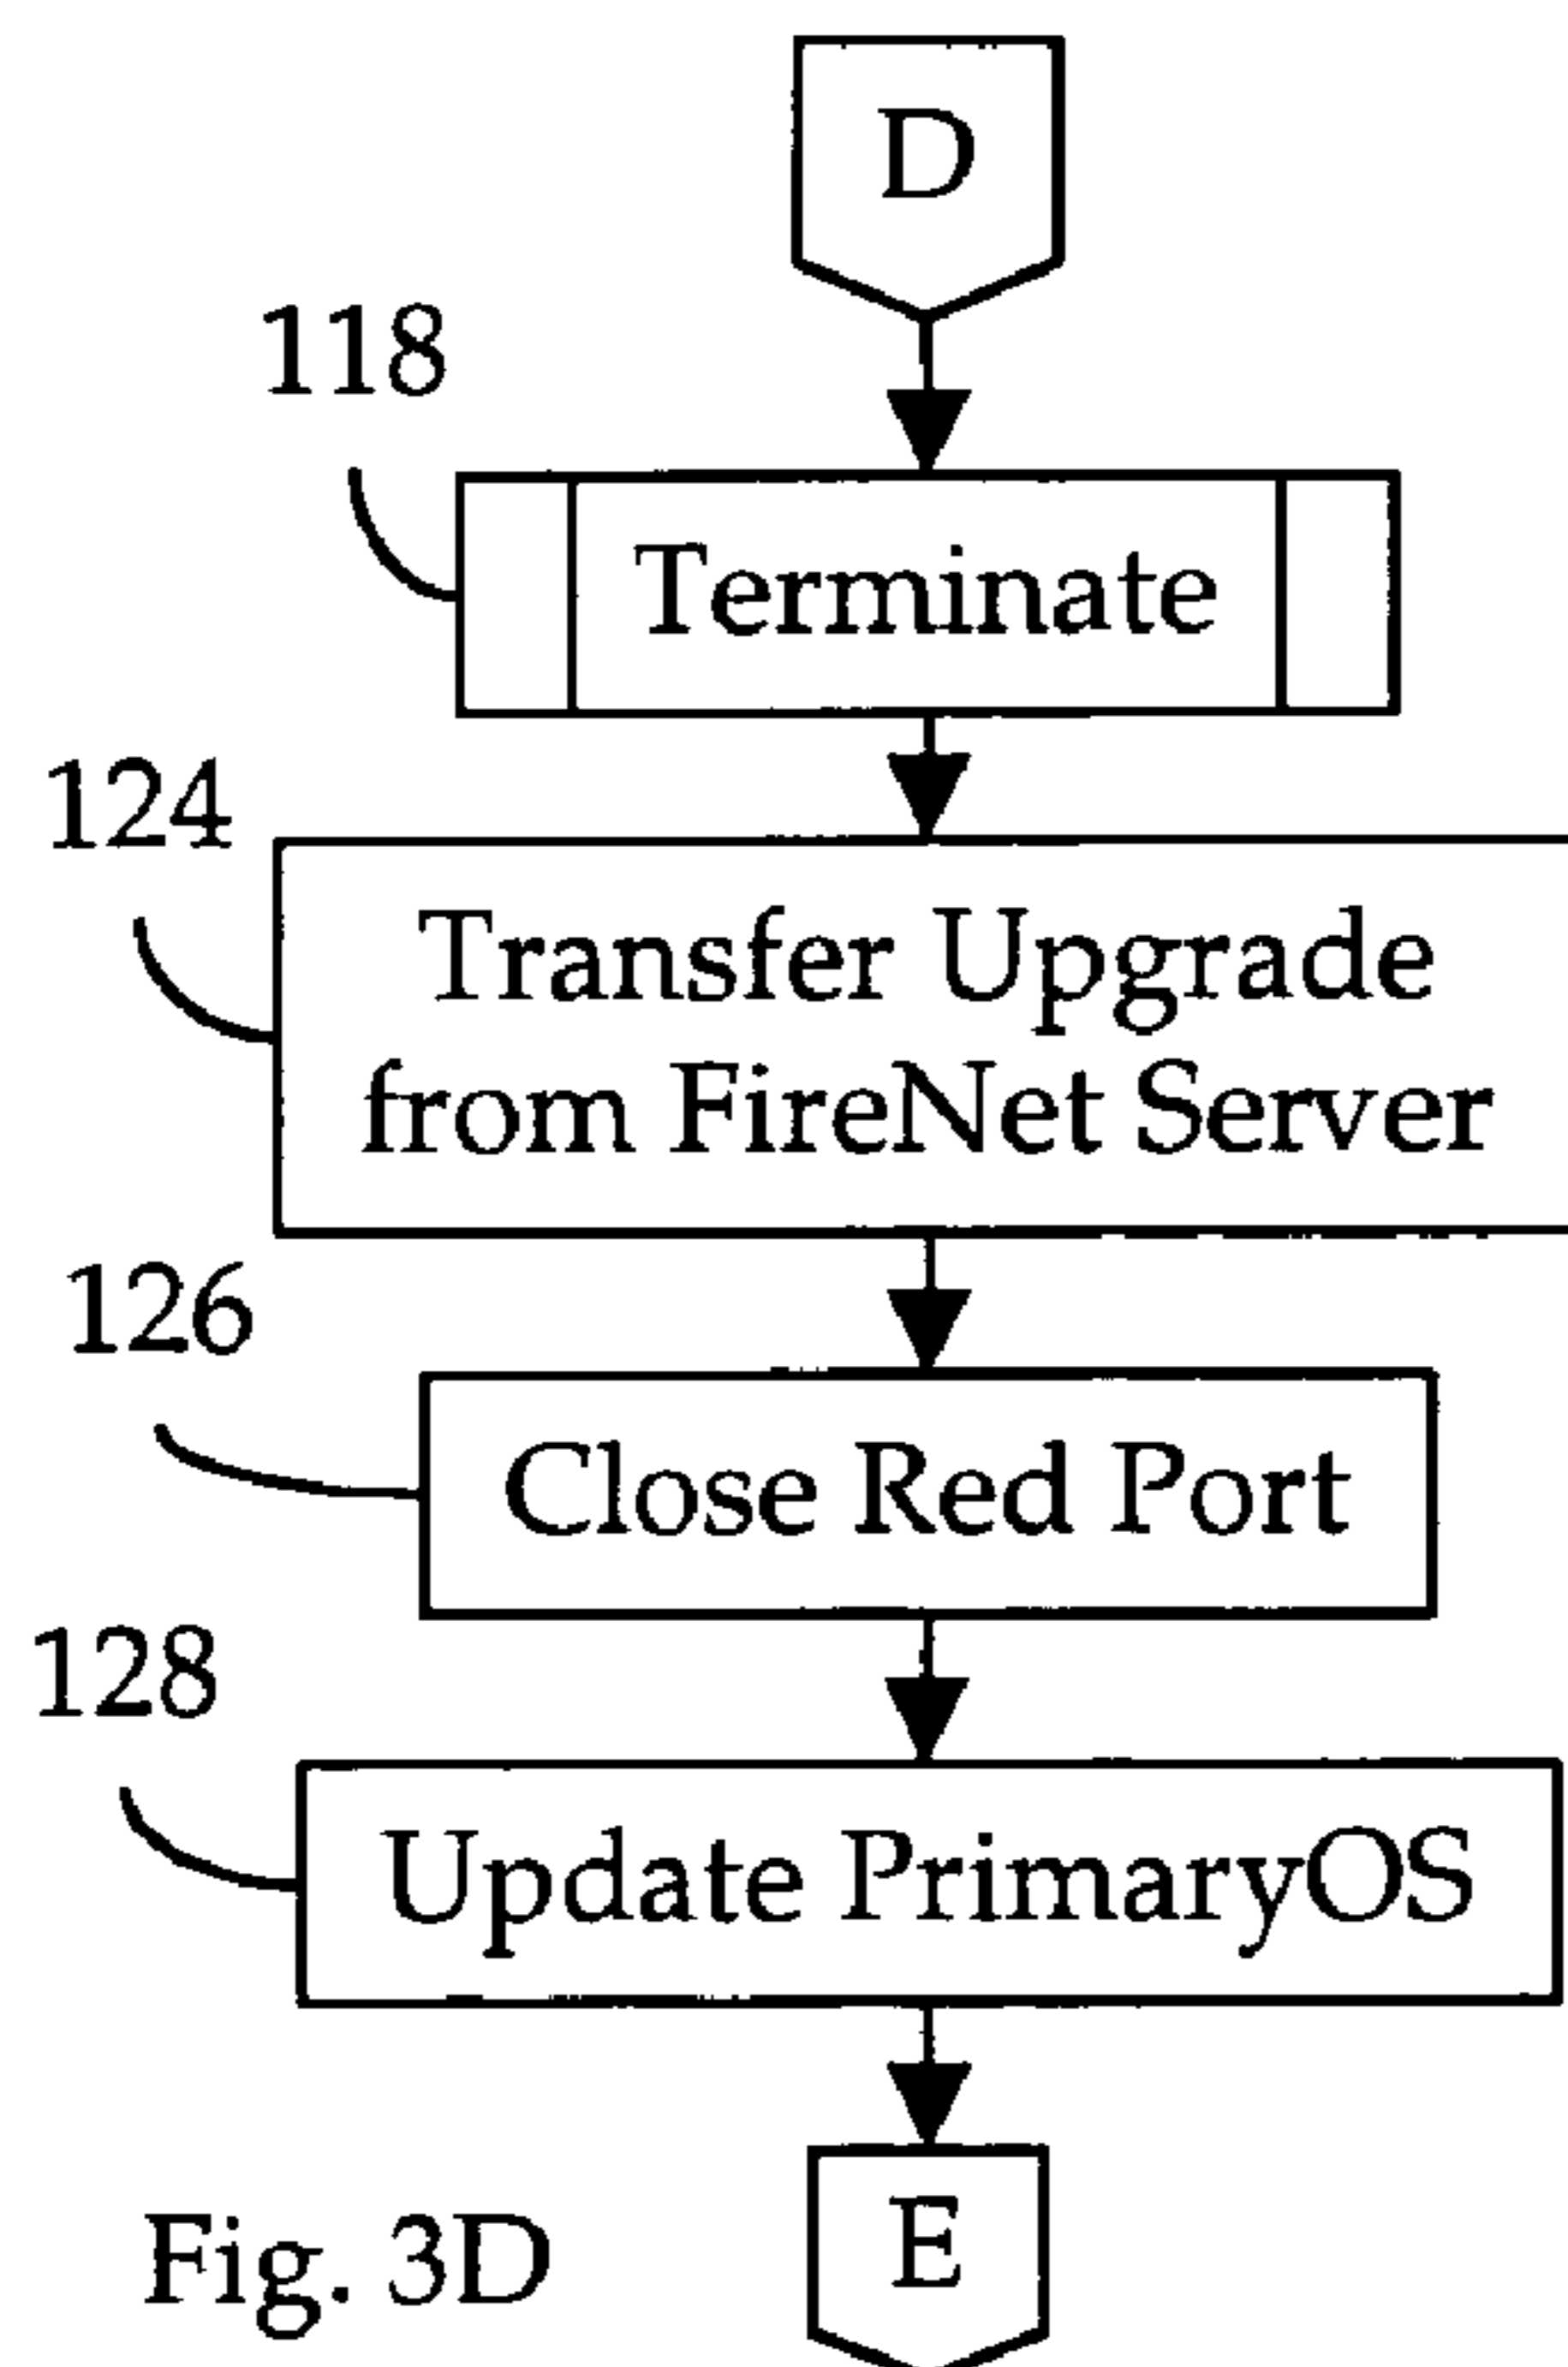 D
118
Terminate
124
Transfer Upgrade
from FireNet Server
126
Close Red Port
128
Update PrimaryOS
E
Fig. 3D